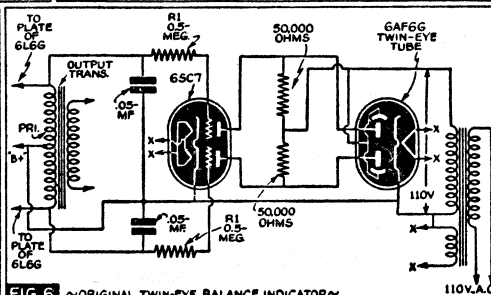 TO
PLATE
OF
6L6G
OUTPUT
TRANS.
PRI.
"B+"
TO
PLATE
OF
6L6G
R1
0.5-
MEG.
.05-
MF
6SC7
X
X
.05-
MF.
R1
0.5-
MEG.
50,000
OHMS
50,000
OHMS
6AF6G
TWIN-EYE
TUBE
X
X
110V
X
X
110V.A.C.
FIG.6 ~ORIGINAL TWIN-EYE BALANCE INDICATOR~